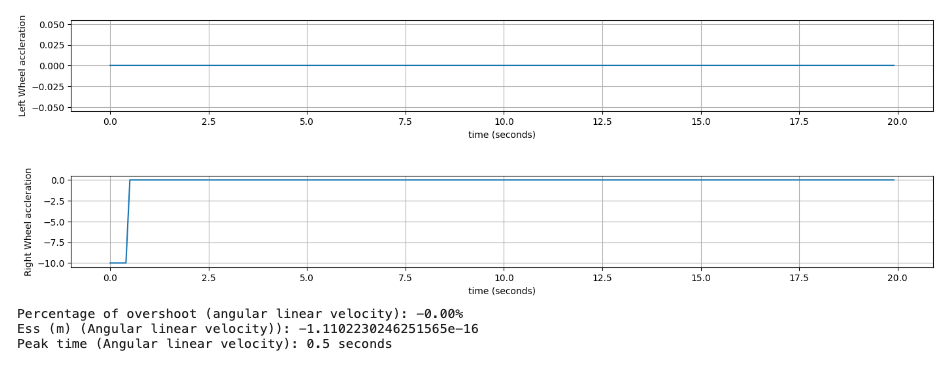 Left Wheel accleration
0.050
0.025
0.000
−0.025
−0.050
0.0 2.5 5.0 7.5 10.0 12.5 15.0 17.5 20.0
time (seconds)
Right Wheel accleration
0.0
−2.5
−5.0
−7.5
−10.0
0.0 2.5 5.0 7.5 10.0 12.5 15.0 17.5 20.0
time (seconds)
Percentage of overshoot (angular linear velocity): −0.00%
Ess (m) (Angular linear velocity)): −1.1102230246251565e−16
Peak time (Angular linear velocity): 0.5 seconds